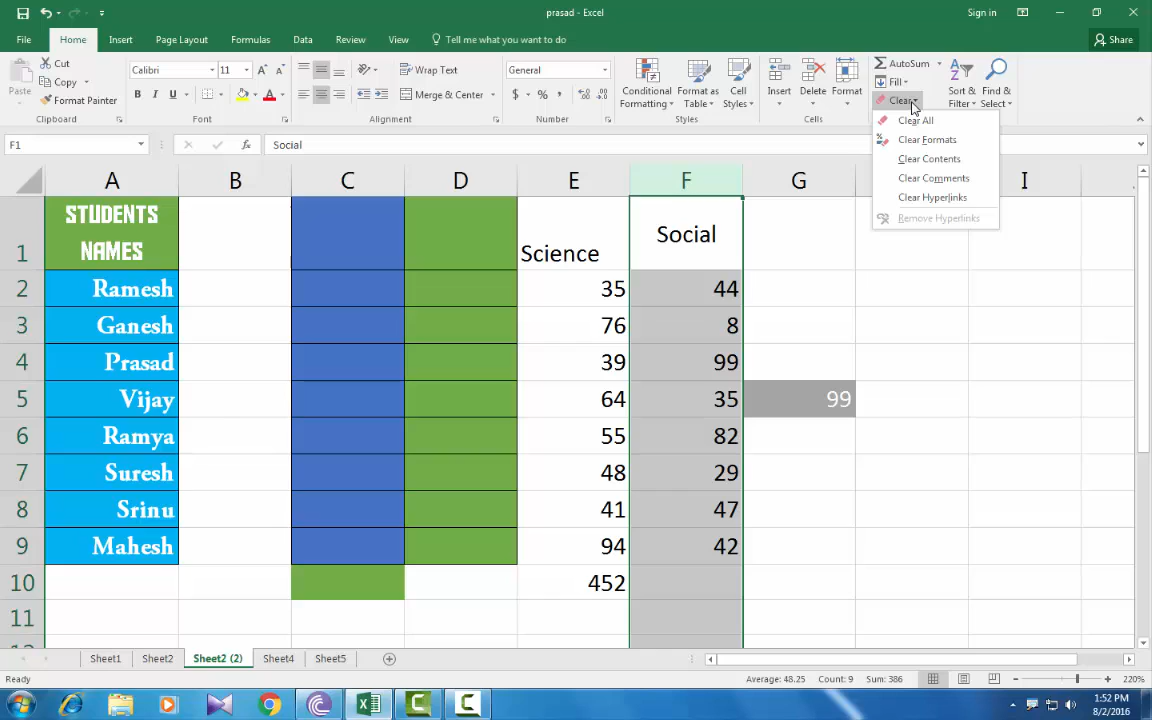 prasad - Excel
Sign in
File Home Insert Page Layout Formulas Data Review View Tell me what you want to do Share
Paste
Cut
Copy
Format Painter
Clipboard
Calibri 11
B I U
Font
Wrap Text
Merge & Center
Alignment
General
$ % ,
Number
Conditional Formatting
Format as Table
Cell Styles
Styles
Insert
Delete
Format
Cells
AutoSum
Fill
Clear
Sort & Filter
Find & Select
Clear All
Clear Formats
Clear Contents
Clear Comments
Clear Hyperlinks
Remove Hyperlinks
F1 fx Social
A B C D E F G I
1 STUDENTS NAMES Science Social
2 Ramesh 35 44
3 Ganesh 76 8
4 Prasad 39 99
5 Vijay 64 35 99
6 Ramya 55 82
7 Suresh 48 29
8 Srinu 41 47
9 Mahesh 94 42
10 452
11
Sheet1 Sheet2 Sheet2 (2) Sheet4 Sheet5
Ready Average: 48.25 Count: 9 Sum: 386 220%
1:52 PM
8/2/2016